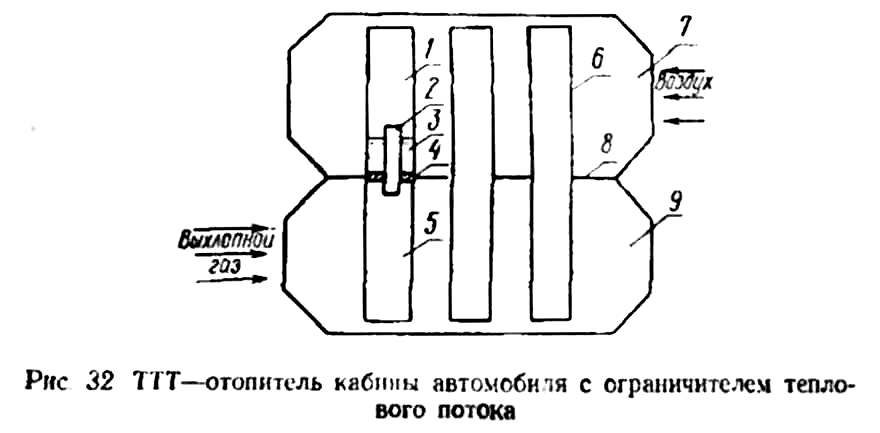 1
7
2
6
Воздух
3
4
8
9
Выхлопной
газ
5
Рис 32 ТТТ—отопитель кабины автомобиля с ограничителем тепло-
вого потока